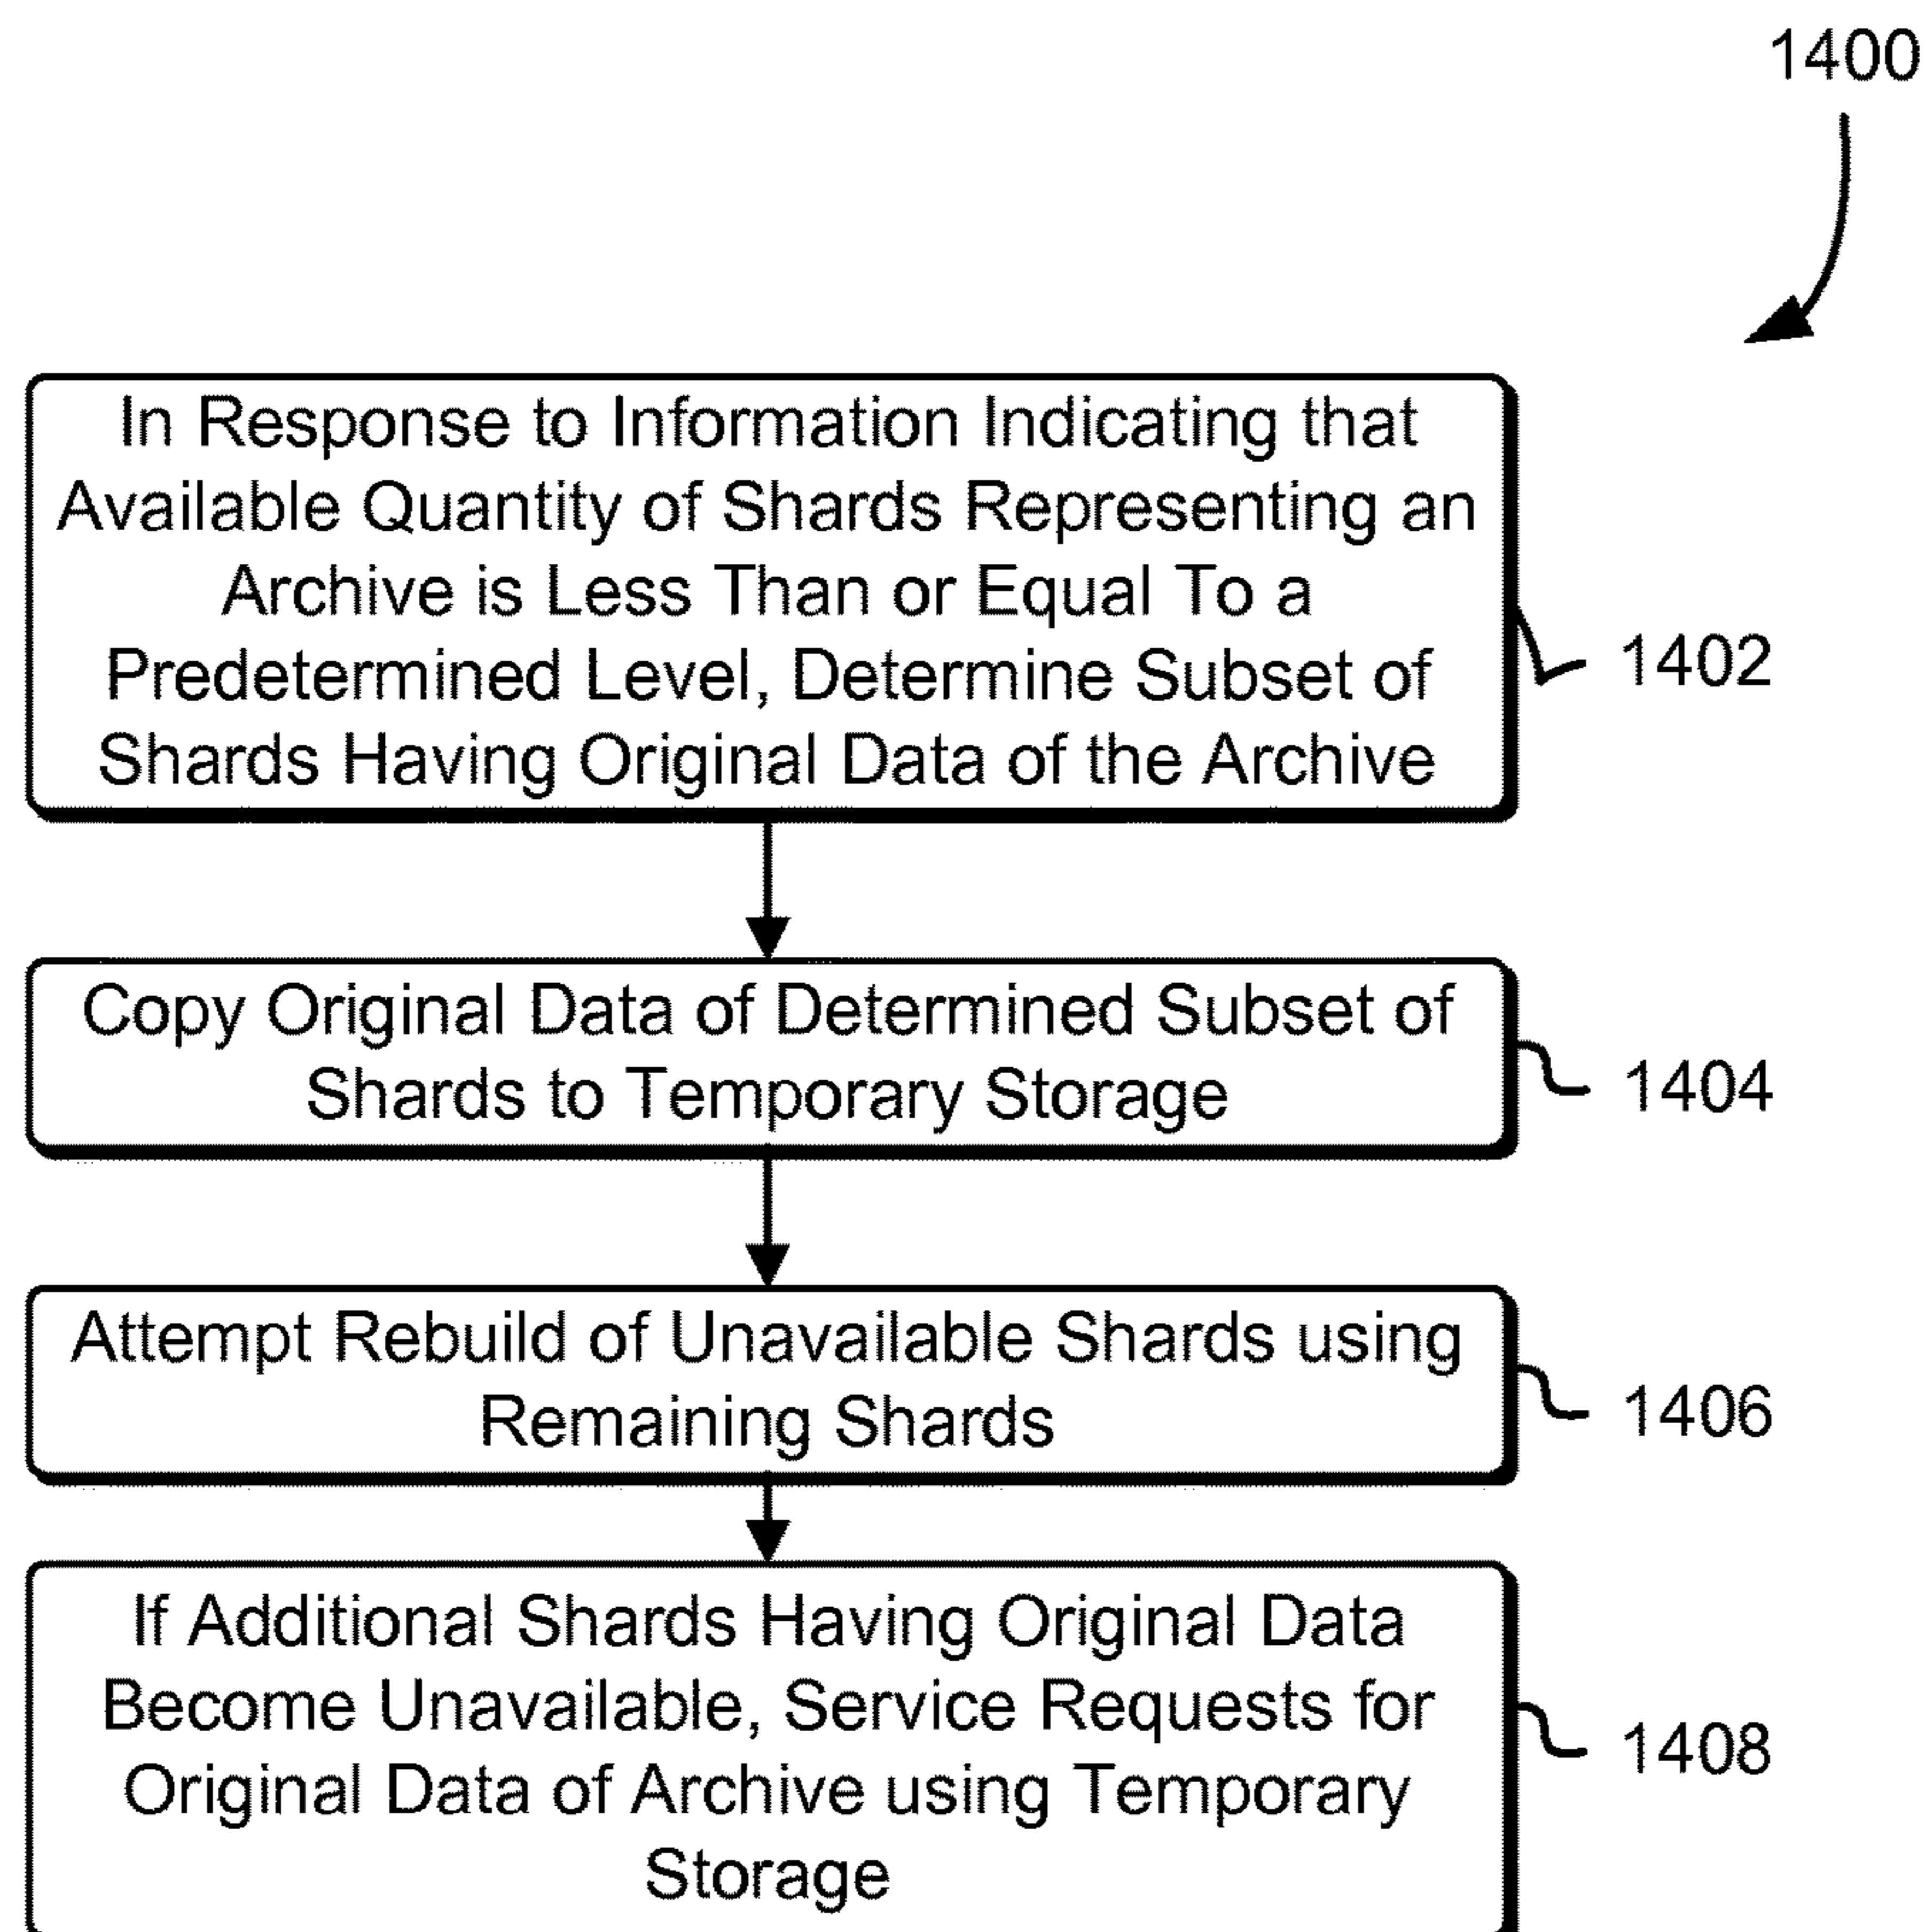 1400
In Response to Information Indicating that
Available Quantity of Shards Representing an
Archive is Less Than or Equal To a
Predetermined Level, Determine Subset of
Shards Having Original Data of the Archive
1402
Copy Original Data of Determined Subset of
Shards to Temporary Storage
1404
Attempt Rebuild of Unavailable Shards using
Remaining Shards
1406
If Additional Shards Having Original Data
Become Unavailable, Service Requests for
Original Data of Archive using Temporary
Storage
1408